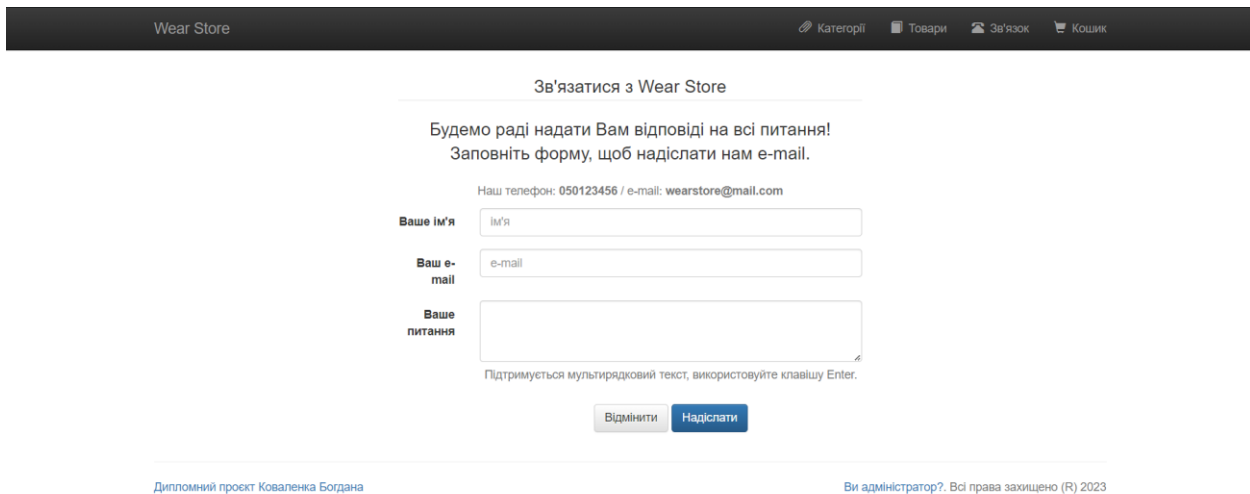 Wear Store Категорії Товари Зв'язок Кошик
Зв'язатися з Wear Store
Будемо раді надати Вам відповіді на всі питання!
Заповніть форму, щоб надіслати нам e-mail.
Наш телефон: 050123456 / e-mail: wearstore@mail.com
Ваше ім'я ім'я
Ваш e-
mail
e-mail
Ваше
питання
Підтримується мультирядковий текст, використовуйте клавішу Enter.
Відмінити Надіслати
Дипломний проєкт Коваленка Богдана Ви адміністратор?. Всі права захищено (R) 2023